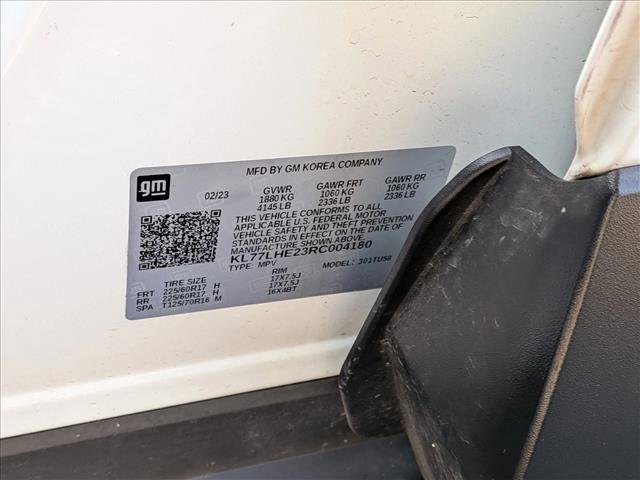 MFD BY GM KOREA COMPANY
gm
02/23 GVWR GAWR FRT GAWR RR
1880 KG 1060 KG 1060 KG
4145 LB 2336 LB 2336 LB
THIS VEHICLE CONFORMS TO ALL
APPLICABLE U.S. FEDERAL MOTOR
VEHICLE SAFETY AND THEFT PREVENTION
STANDARDS IN EFFECT ON THE DATE OF
MANUFACTURE SHOWN ABOVE.
KL77LHE23RC004180
TYPE: MPV MODEL: 301TU58
TIRE SIZE RIM
FRT 225/60R17 H 17X7.5J
RR 225/60R17 H 17X7.5J
SPA T125/70R16 M 16X4BT